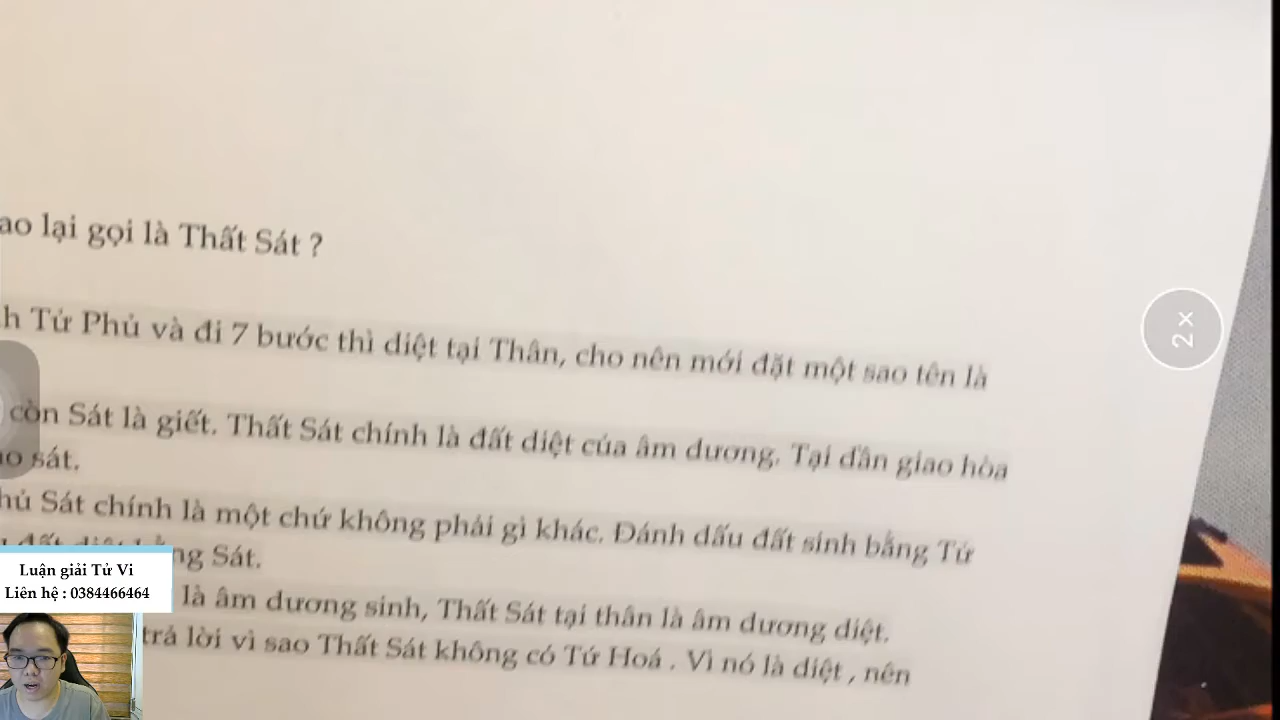 ao lại gọi là Thất Sát ?
h Tử Phủ và đi 7 bước thì diệt tại Thân, cho nên mới đặt một sao tên là
còn Sát là giết. Thất Sát chính là đất diệt của âm dương. Tại dần giao hòa
ao sát.
hủ Sát chính là một chứ không phải gì khác. Đánh dấu đất sinh bằng Tử
đất diệt bằng Sát.
là âm dương sinh, Thất Sát tại thân là âm dương diệt.
trả lời vì sao Thất Sát không có Tứ Hoá . Vì nó là diệt , nên
2×
Luận giải Tử Vi
Liên hệ : 0384466464